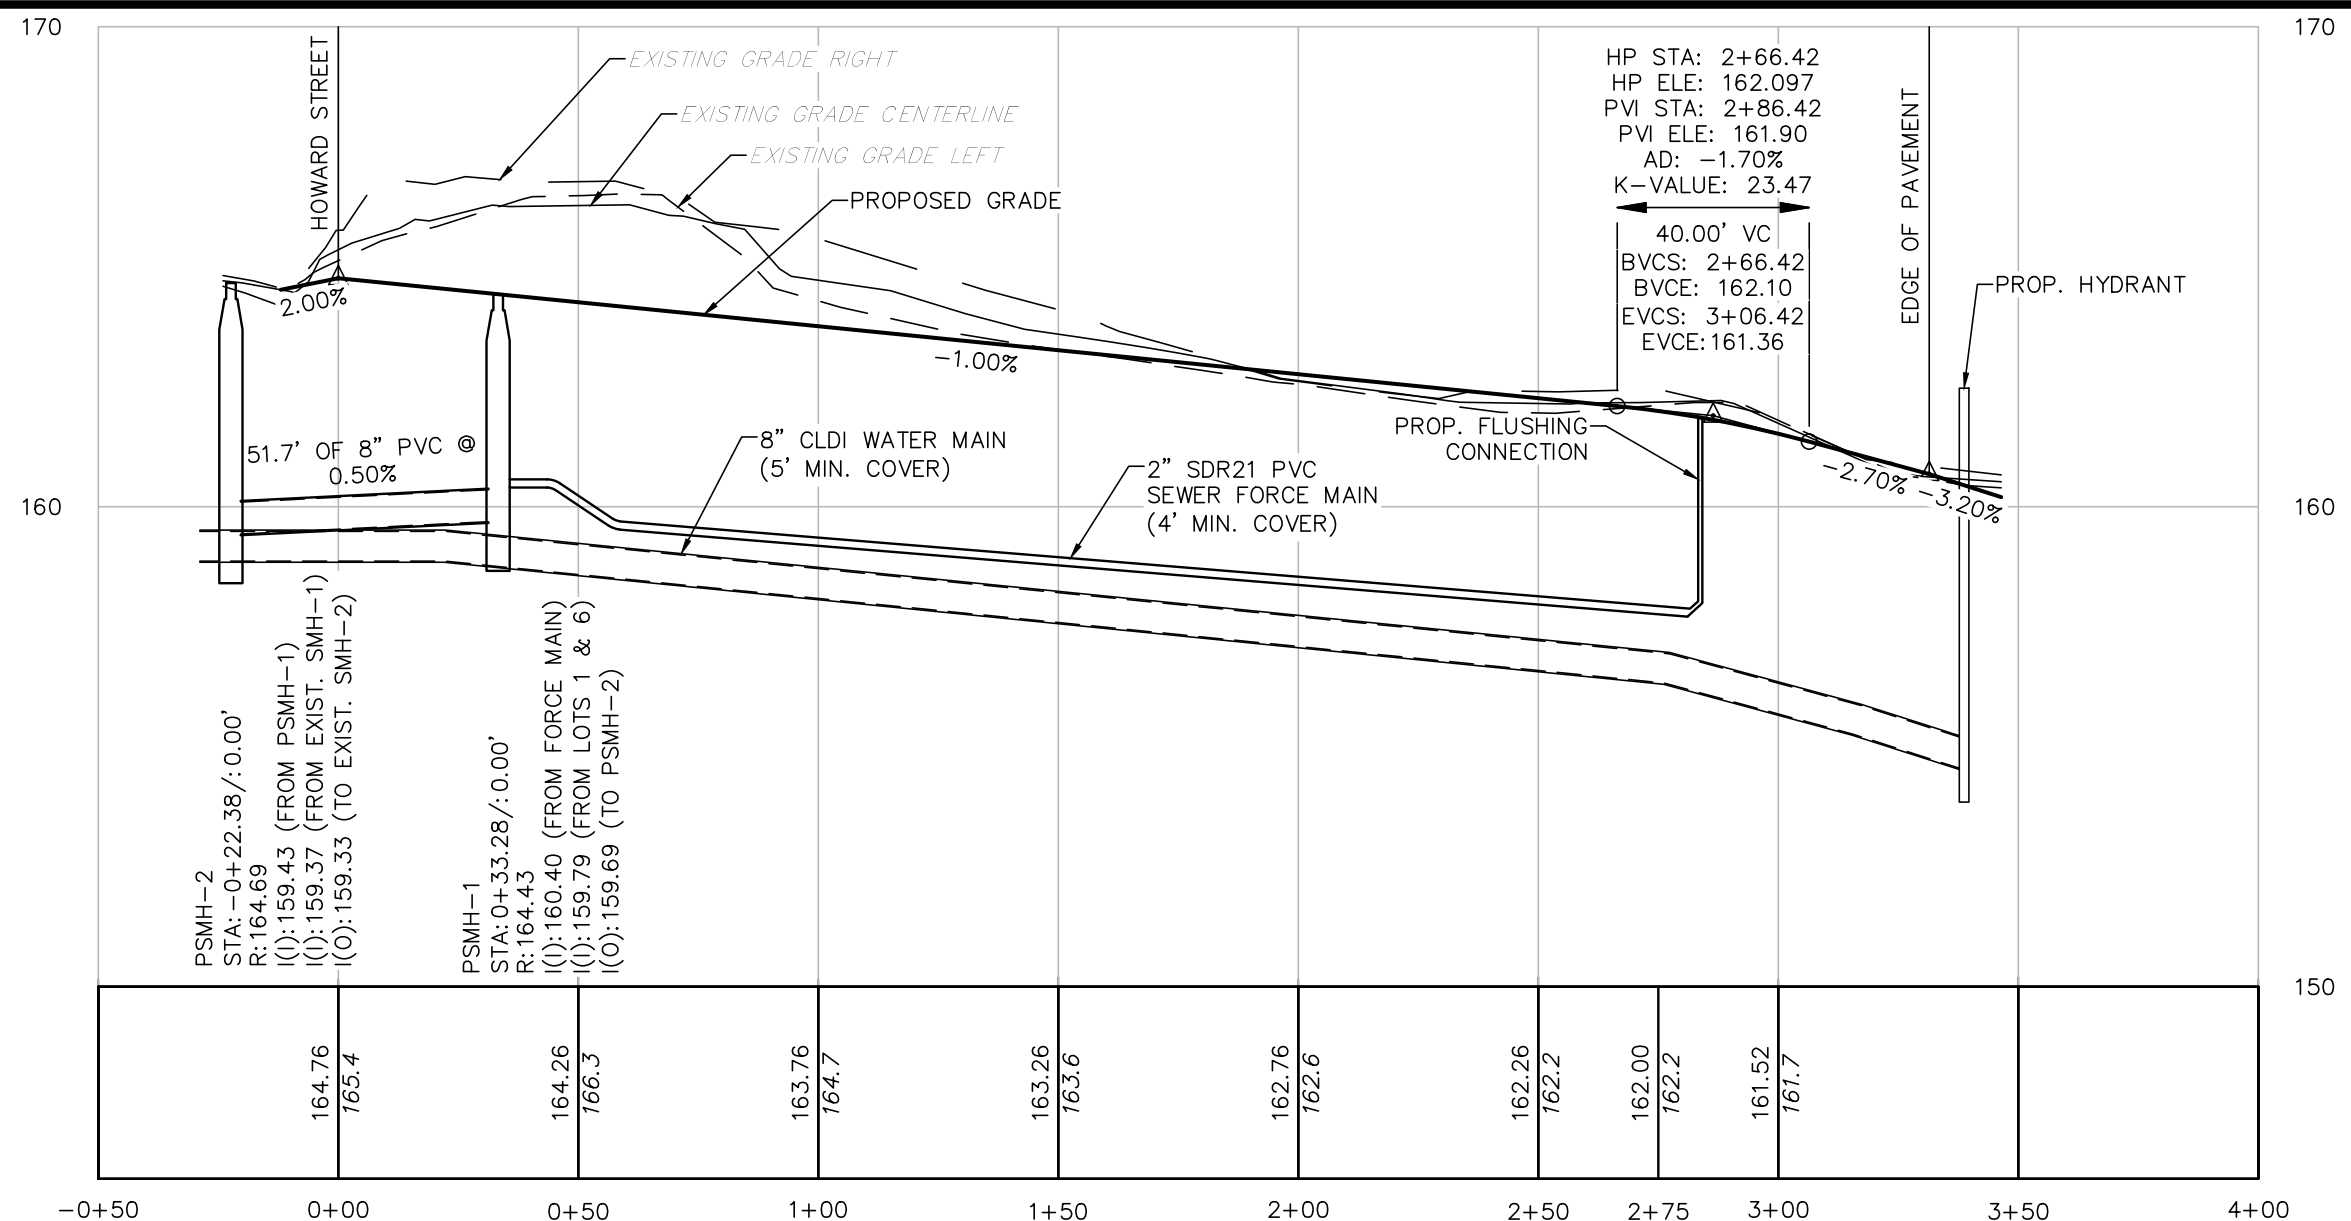 170
170
HOWARD STREET
EXISTING GRADE RIGHT
EXISTING GRADE CENTERLINE
EXISTING GRADE LEFT
PROPOSED GRADE
HP STA: 2+66.42
HP ELE: 162.097
PVI STA: 2+86.42
PVI ELE: 161.90
AD: -1.70%
K-VALUE: 23.47
40.00' VC
BVCS: 2+66.42
BVCE: 162.10
EVCS: 3+06.42
EVCE:161.36
EDGE OF PAVEMENT
PROP. HYDRANT
2.00%
-1.00%
PROP. FLUSHING
CONNECTION
51.7' OF 8" PVC @
0.50%
8" CLDI WATER MAIN
(5' MIN. COVER)
2" SDR21 PVC
SEWER FORCE MAIN
(4' MIN. COVER)
-2.70%
-3.20%
160
160
PSMH-2
STA:-0+22.38/:0.00'
R:164.69
I(I):159.43 (FROM PSMH-1)
I(I):159.37 (FROM EXIST. SMH-1)
I(O):159.33 (TO EXIST. SMH-2)
PSMH-1
STA:0+33.28/:0.00'
R:164.43
I(I):160.40 (FROM FORCE MAIN)
I(I):159.79 (FROM LOTS 1 & 6)
I(O):159.69 (TO PSMH-2)
150
164.76
165.4
164.26
166.3
163.76
164.7
163.26
163.6
162.76
162.6
162.26
162.2
162.00
162.2
161.52
161.7
-0+50
0+00
0+50
1+00
1+50
2+00
2+50
2+75
3+00
3+50
4+00